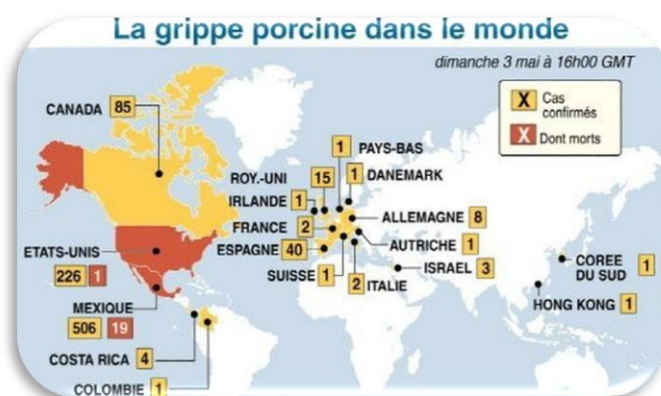 La grippe porcine dans le monde
dimanche 3 mai à 16h00 GMT
X Cas confirmés
X Dont morts
CANADA 85
ETATS-UNIS
226 1
MEXIQUE
506 19
COSTA RICA 4
COLOMBIE 1
1 PAYS-BAS
ROY.-UNI 15
1 DANEMARK
IRLANDE 1
FRANCE 2
ESPAGNE 40
SUISSE 1
ALLEMAGNE 8
AUTRICHE 1
ISRAEL 3
2 ITALIE
COREE
DU SUD 1
HONG KONG 1